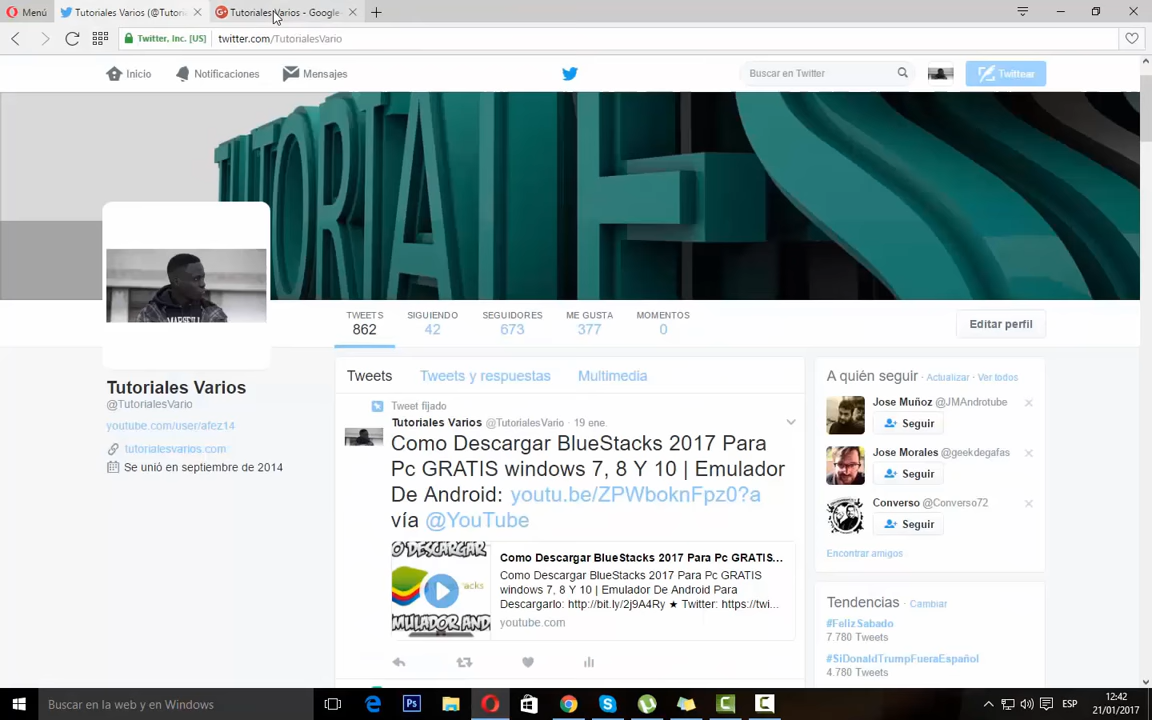 Menú
Tutoriales Varios (@Tutori
TutorialesVarios - Google
Twitter, Inc. [US]
twitter.com/TutorialesVario
Inicio
Notificaciones
Mensajes
Buscar en Twitter
Twittear
TUTORIALES
TWEETS
862
SIGUIENDO
42
SEGUIDORES
673
ME GUSTA
377
MOMENTOS
0
Editar perfil
Tutoriales Varios
@TutorialesVario
youtube.com/user/afez14
tutorialesvarios.com
Se unió en septiembre de 2014
Tweets
Tweets y respuestas
Multimedia
Tweet fijado
Tutoriales Varios @TutorialesVario · 19 ene.
Como Descargar BlueStacks 2017 Para
Pc GRATIS windows 7, 8 Y 10 | Emulador
De Android: youtu.be/ZPWboknFpz0?a
vía @YouTube
O DESCARGAR
acks
MULADOR AND
Como Descargar BlueStacks 2017 Para Pc GRATIS...
Como Descargar BlueStacks 2017 Para Pc GRATIS
windows 7, 8 Y 10 | Emulador De Android Para
Descargarlo: http://bit.ly/2j9A4Ry ★ Twitter: https://twi...
youtube.com
A quién seguir · Actualizar · Ver todos
Jose Muñoz @JMAndrotube
Seguir
Jose Morales @geekdegafas
Seguir
Converso @Converso72
Seguir
Encontrar amigos
Tendencias · Cambiar
#FelizSabado
7.780 Tweets
#SiDonaldTrumpFueraEspañol
4.780 Tweets
Buscar en la web y en Windows
Ps
ESP
12:42
21/01/2017